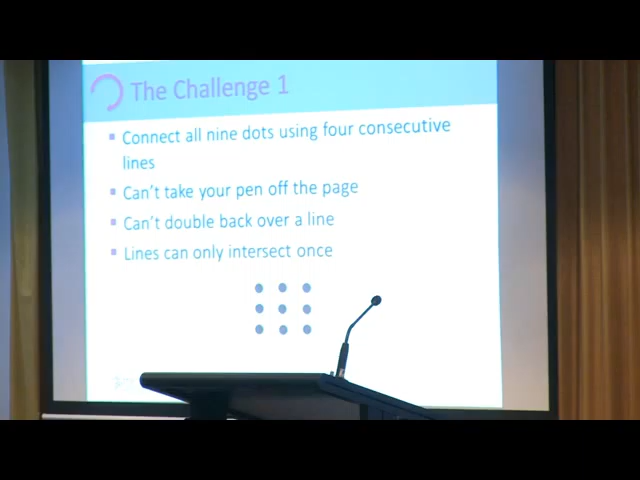 The Challenge 1
Connect all nine dots using four consecutive
lines
Can't take your pen off the page
Can't double back over a line
Lines can only intersect once